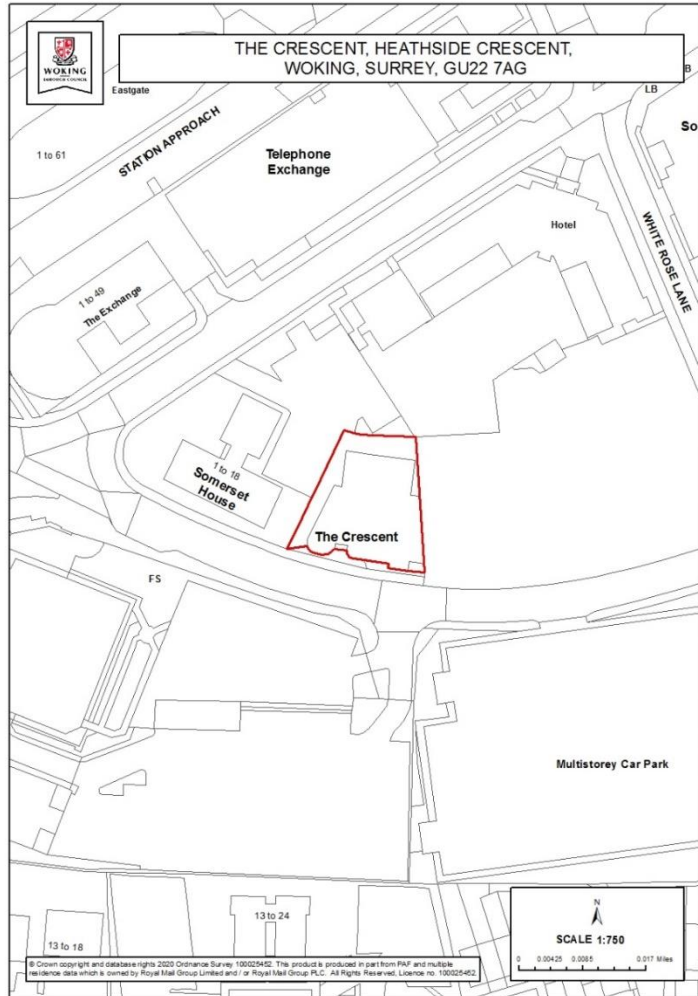 WOKING
BOROUGH COUNCIL
THE CRESCENT, HEATHSIDE CRESCENT,
WOKING, SURREY, GU22 7AG
Eastgate
B
LB
So
1 to 61
STATION APPROACH
Telephone
Exchange
Hotel
WHITE ROSE LANE
1 to 49
The Exchange
1 to 18
Somerset
House
The Crescent
FS
Multistorey Car Park
13 to 24
13 to 18
N
SCALE 1:750
0 0.00425 0.0085 0.017 Miles
© Crown copyright and database rights 2020 Ordnance Survey 100025452. This product is produced in part from PAF and multiple
residence data which is owned by Royal Mail Group Limited and / or Royal Mail Group PLC. All Rights Reserved, Licence no. 100025452.